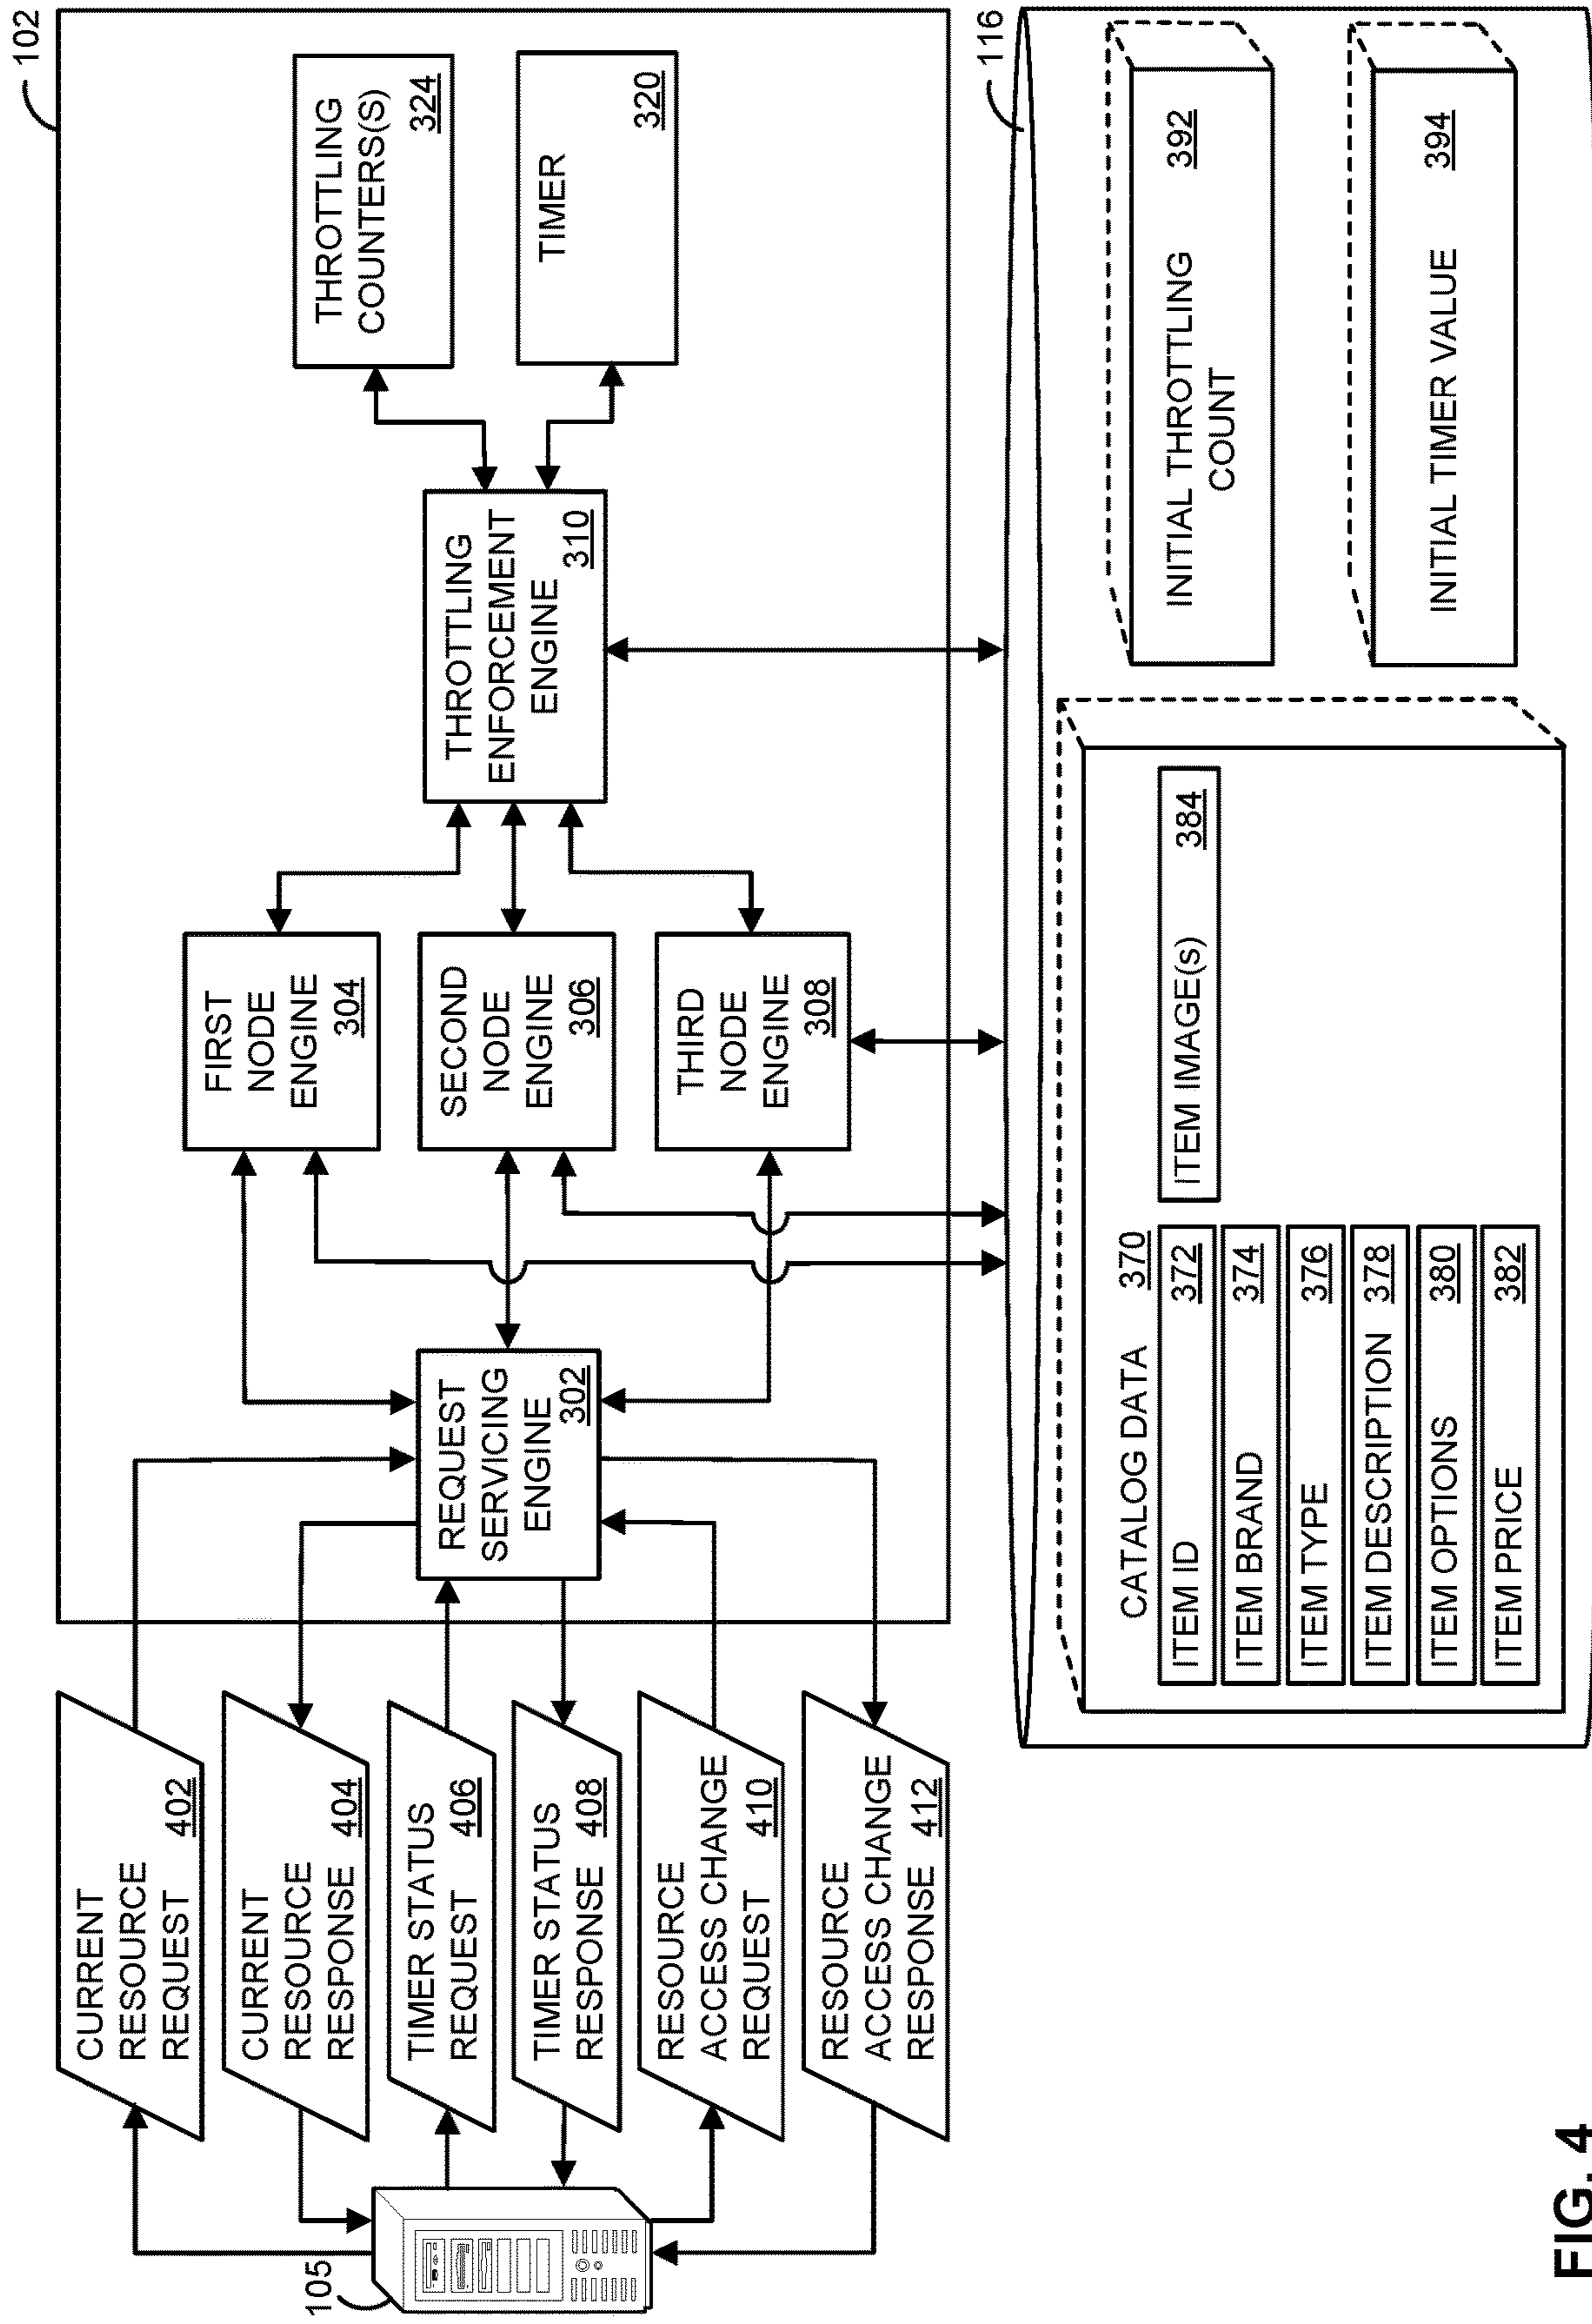 102
CURRENT
RESOURCE
REQUEST 402
CURRENT
RESOURCE
RESPONSE 404
TIMER STATUS
REQUEST 406
TIMER STATUS
RESPONSE 408
RESOURCE
ACCESS CHANGE
REQUEST 410
RESOURCE
ACCESS CHANGE
RESPONSE 412
105
REQUEST
SERVICING
ENGINE
302
FIRST
NODE
ENGINE
304
SECOND
NODE
ENGINE
306
THIRD
NODE
ENGINE
308
THROTTLING
ENFORCEMENT
ENGINE 310
THROTTLING
COUNTERS(S)
324
TIMER
320
116
CATALOG DATA 370
ITEM ID 372
ITEM BRAND 374
ITEM TYPE 376
ITEM DESCRIPTION 378
ITEM OPTIONS 380
ITEM PRICE 382
ITEM IMAGE(s) 384
INITIAL THROTTLING 392
COUNT
INITIAL TIMER VALUE 394
FIG. 4